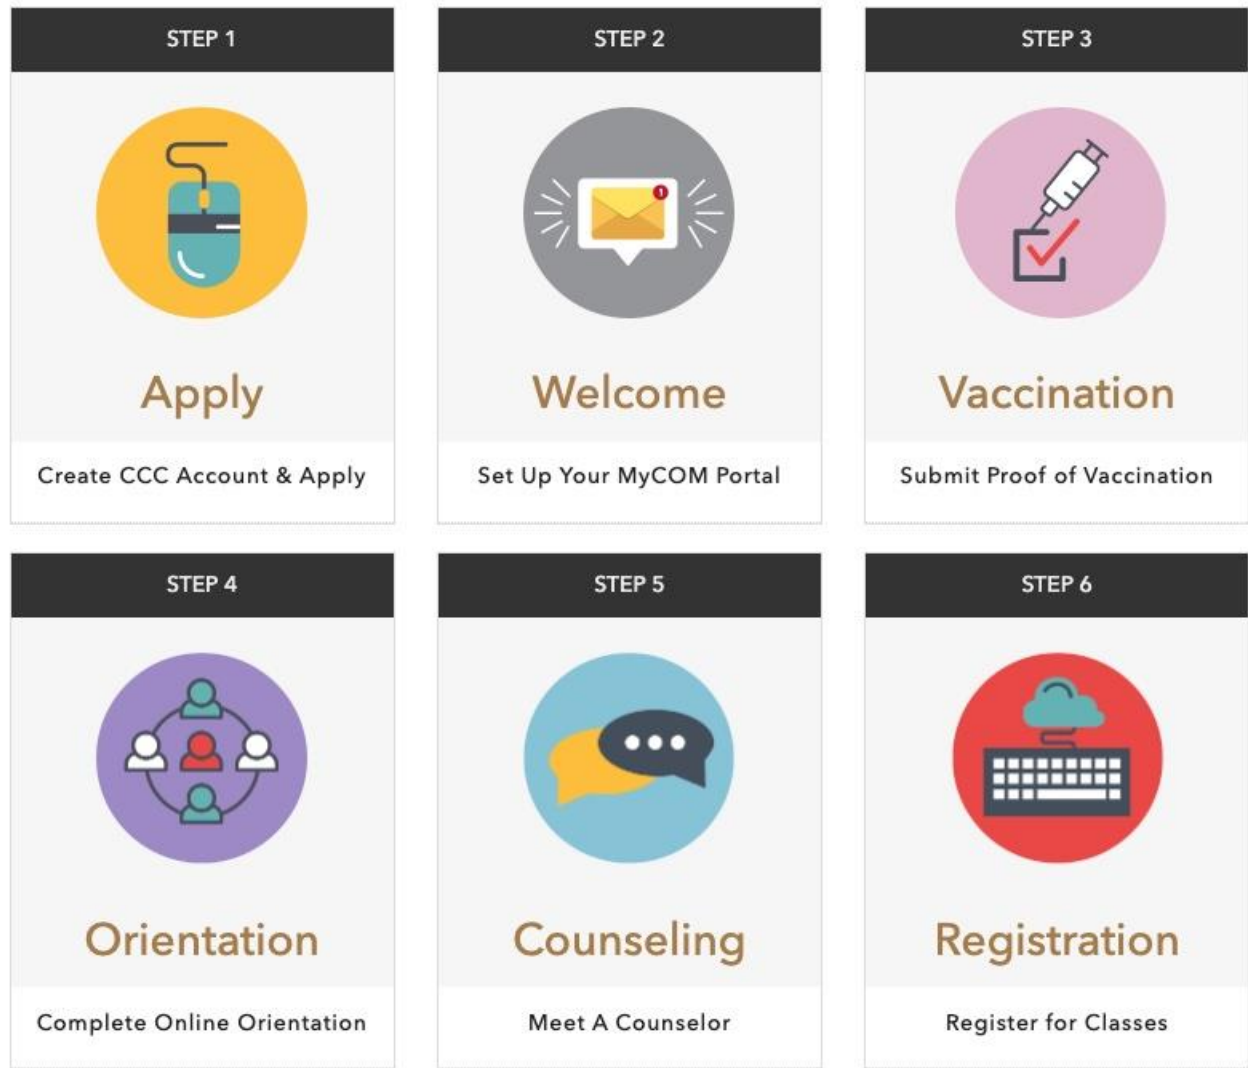 STEP 1
STEP 2
STEP 3
1
Apply
Welcome
Vaccination
Create CCC Account & Apply
Set Up Your MyCOM Portal
Submit Proof of Vaccination
STEP 4
STEP 5
STEP 6
Orientation
Counseling
Registration
Complete Online Orientation
Meet A Counselor
Register for Classes